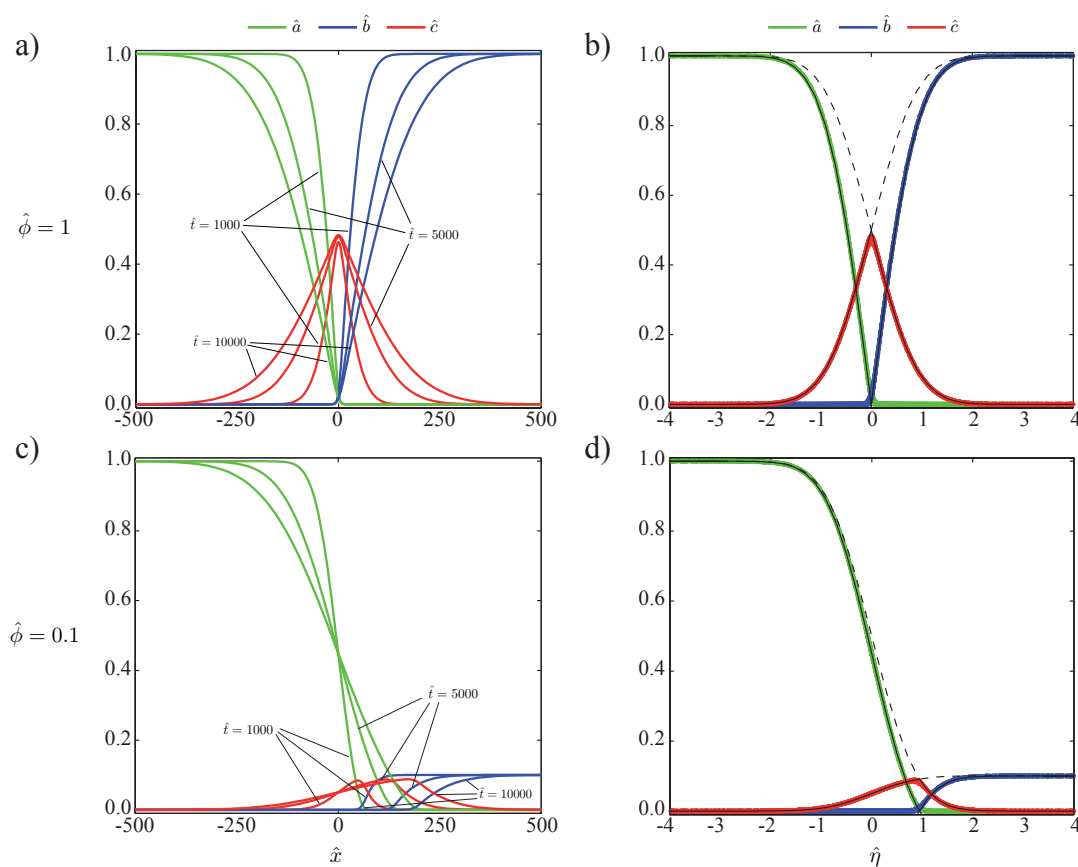 â b̂ ĉ
â b̂ ĉ
a)
1.0
0.8
0.6
0.4
0.2
0.0
t̂ = 1000
t̂ = 5000
t̂ = 10000
-500 -250 0 250 500
b)
1.0
0.8
0.6
0.4
0.2
0.0
-4 -3 -2 -1 0 1 2 3 4
ϕ̂ = 1
c)
1.0
0.8
0.6
0.4
0.2
0.0
t̂ = 5000
t̂ = 1000
t̂ = 10000
-500 -250 0 250 500
x̂
d)
1.0
0.8
0.6
0.4
0.2
0.0
-4 -3 -2 -1 0 1 2 3 4
η̂
ϕ̂ = 0.1